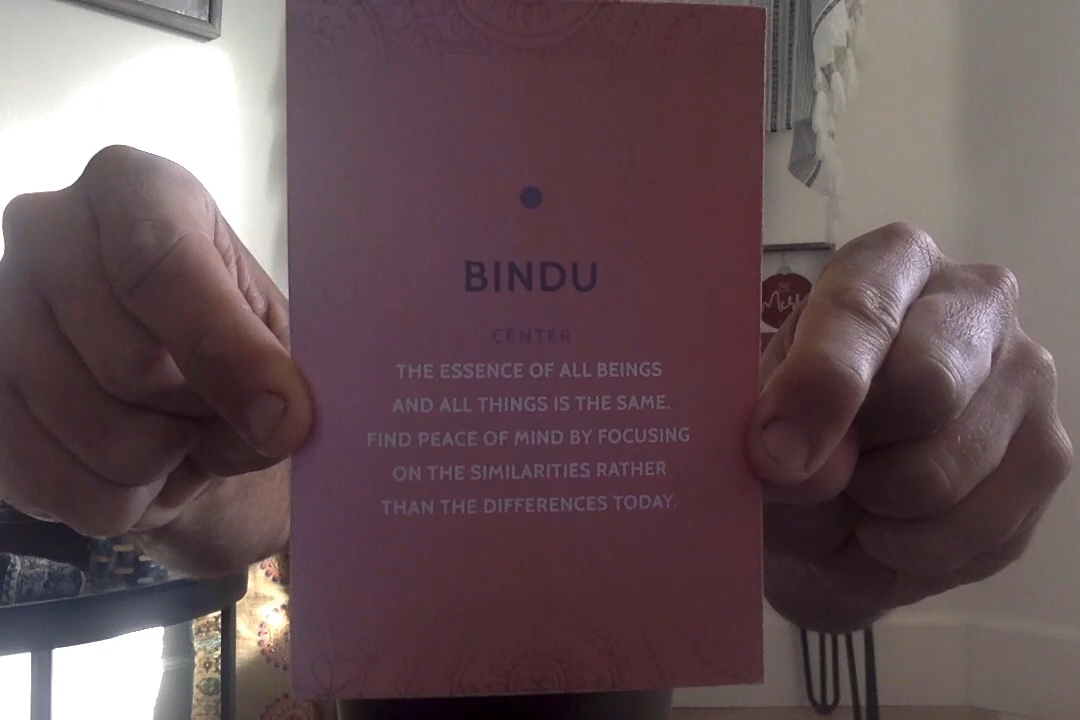 BINDU
CENTER
THE ESSENCE OF ALL BEINGS
AND ALL THINGS IS THE SAME.
FIND PEACE OF MIND BY FOCUSING
ON THE SIMILARITIES RATHER
THAN THE DIFFERENCES TODAY.